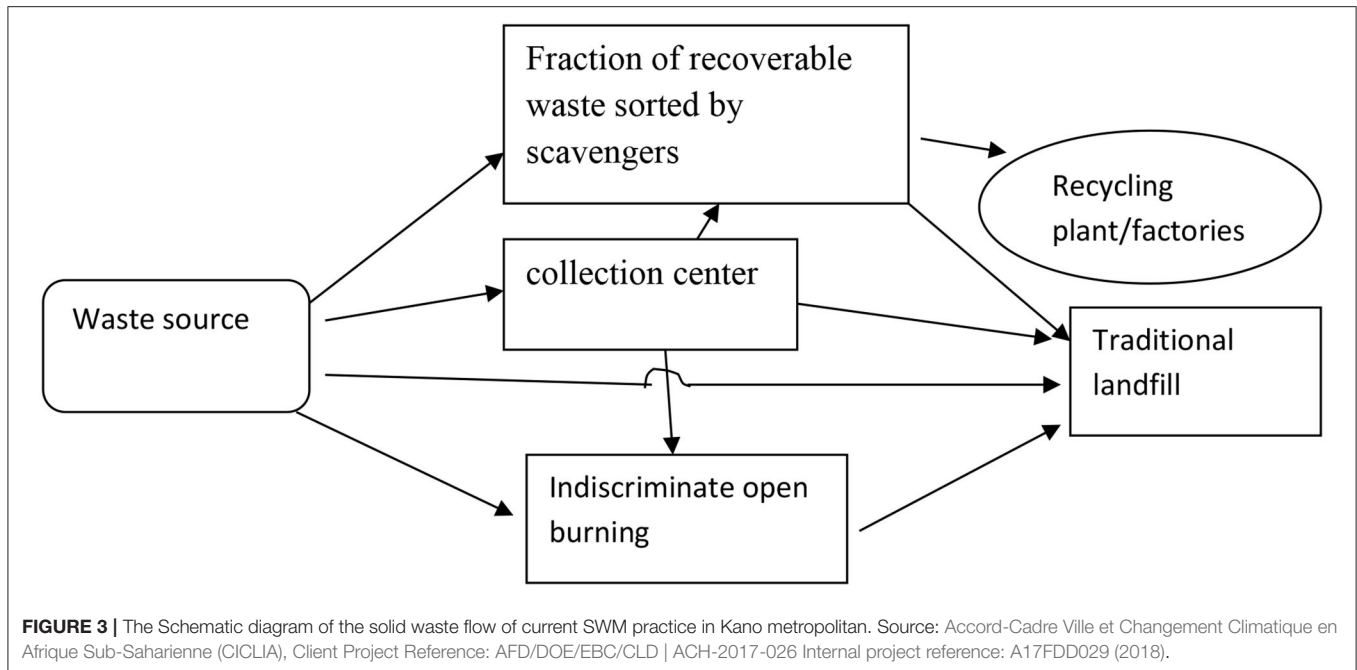 Fraction of recoverable
waste sorted by
scavengers
Recycling
plant/factories
collection center
Waste source
Traditional
landfill
Indiscriminate open
burning
FIGURE 3 | The Schematic diagram of the solid waste flow of current SWM practice in Kano metropolitan. Source: Accord-Cadre Ville et Changement Climatique en
Afrique Sub-Saharienne (CICLIA), Client Project Reference: AFD/DOE/EBC/CLD | ACH-2017-026 Internal project reference: A17FDD029 (2018).